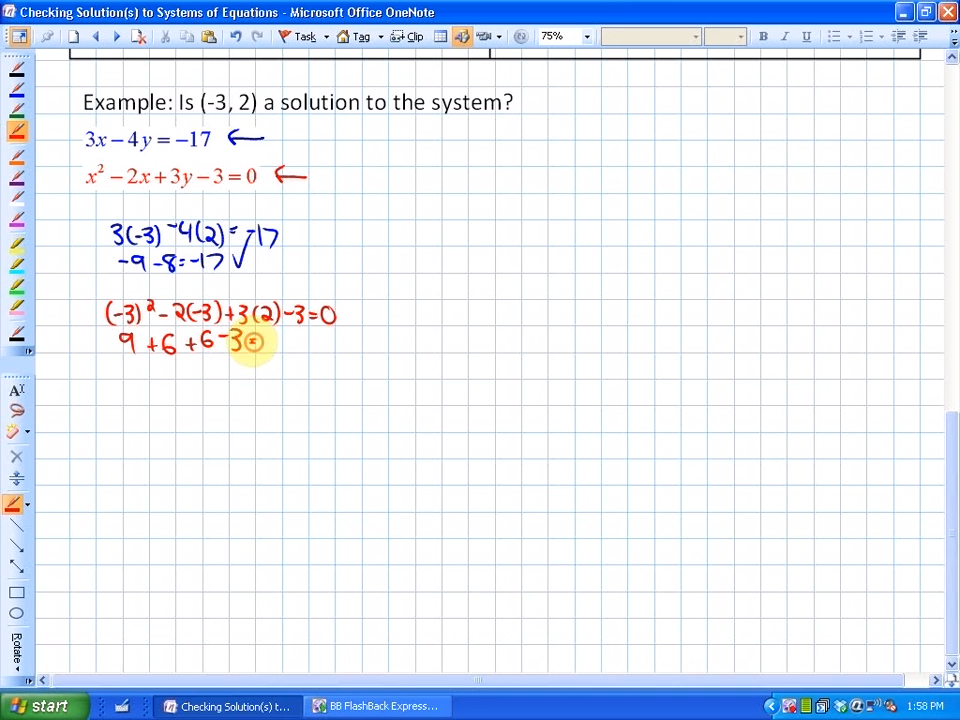 Checking Solution(s) to Systems of Equations - Microsoft Office OneNote
Task Tag Clip 75% B I U
Example: Is (-3, 2) a solution to the system?
3x − 4y = −17 ←
x² − 2x + 3y − 3 = 0 ←
3(-3) -4(2) = -17
-9 -8 = -17 ✓
(-3)² - 2(-3) + 3(2) - 3 = 0
9 + 6 + 6 - 3 =
A
Rotate
start Checking Solution(s) t... BB FlashBack Express... 1:58 PM